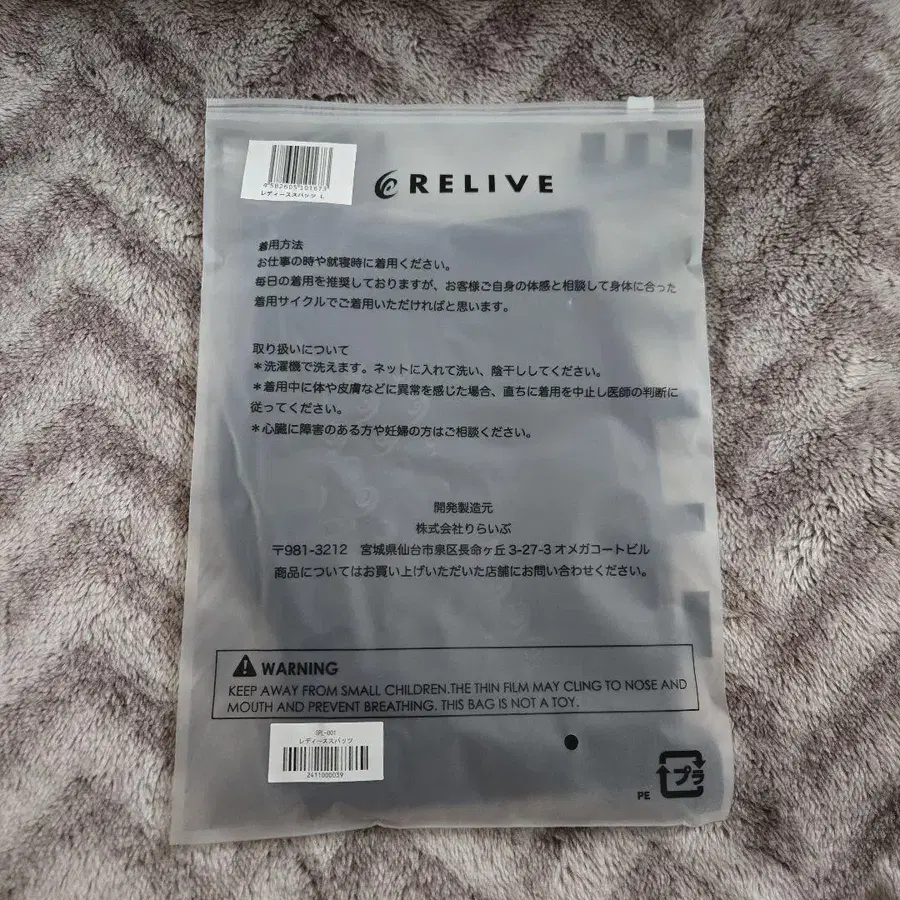 4582605101673
レディーススパッツ L
RELIVE
着用方法
お仕事の時や就寝時に着用ください。
毎日の着用を推奨しておりますが、お客様ご自身の体感と相談して身体に合った
着用サイクルでご着用いただければと思います。
取り扱いについて
＊洗濯機で洗えます。ネットに入れて洗い、陰干ししてください。
＊着用中に体や皮膚などに異常を感じた場合、直ちに着用を中止し医師の判断に
従ってください。
＊心臓に障害のある方や妊婦の方はご相談ください。
開発製造元
株式会社りらいぶ
〒981-3212 宮城県仙台市泉区長命ヶ丘 3-27-3 オメガコートビル
商品についてはお買い上げいただいた店舗にお問い合わせください。
WARNING
KEEP AWAY FROM SMALL CHILDREN.THE THIN FILM MAY CLING TO NOSE AND
MOUTH AND PREVENT BREATHING. THIS BAG IS NOT A TOY.
レディーススパッツ
2411000039
プラ
PE